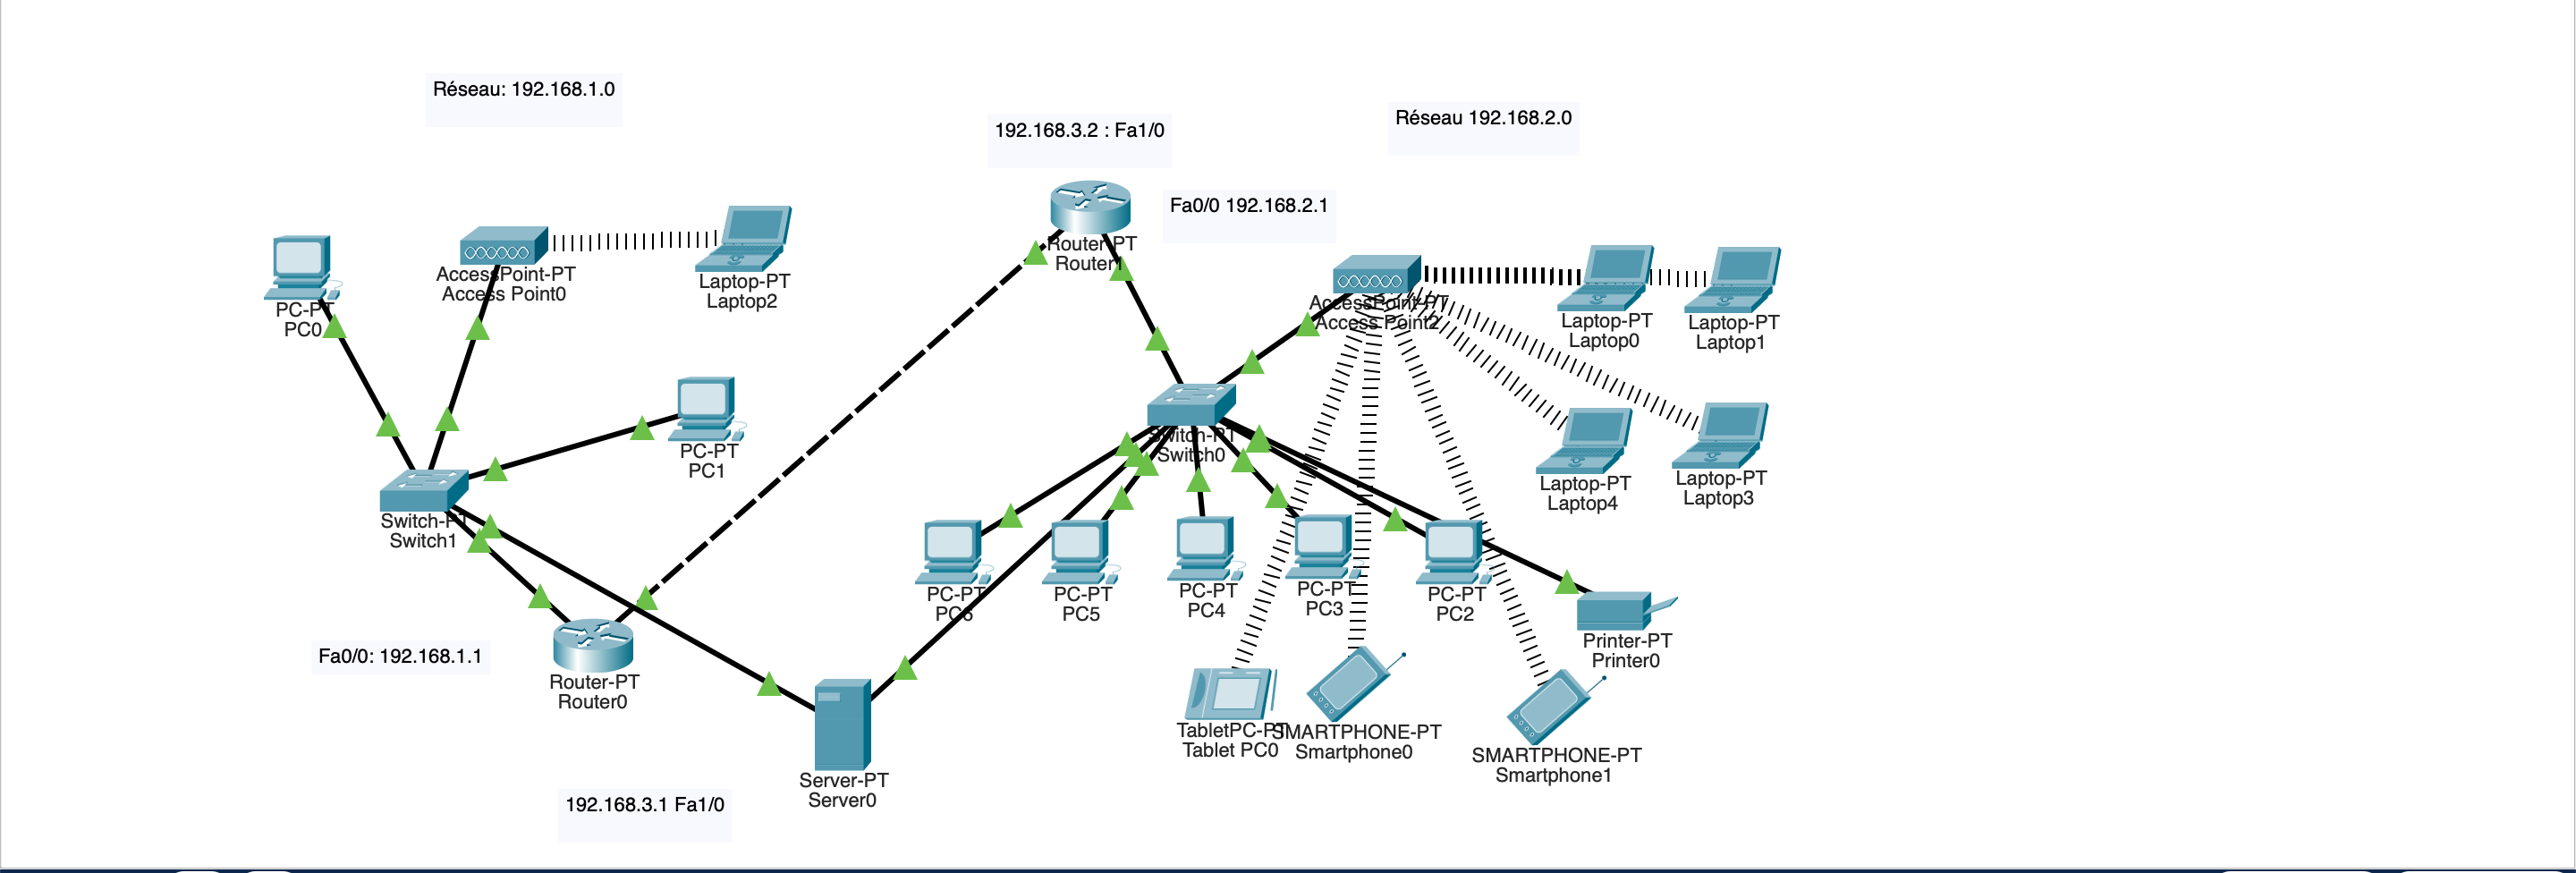 Réseau: 192.168.1.0
192.168.3.2 : Fa1/0
Réseau 192.168.2.0
Fa0/0 192.168.2.1
Router-PT
Router1
AccessPoint-PT
Access Point0
Laptop-PT
Laptop2
PC-PT
PC0
AccessPoint-PT
Access Point2
Laptop-PT
Laptop0
Laptop-PT
Laptop1
PC-PT
PC1
Switch-PT
Switch0
Laptop-PT
Laptop4
Laptop-PT
Laptop3
Switch-PT
Switch1
PC-PT
PC6
PC-PT
PC5
PC-PT
PC4
PC-PT
PC3
PC-PT
PC2
Fa0/0: 192.168.1.1
Router-PT
Router0
Printer-PT
Printer0
TabletPC-PT
Tablet PC0
SMARTPHONE-PT
Smartphone0
SMARTPHONE-PT
Smartphone1
Server-PT
Server0
192.168.3.1 Fa1/0